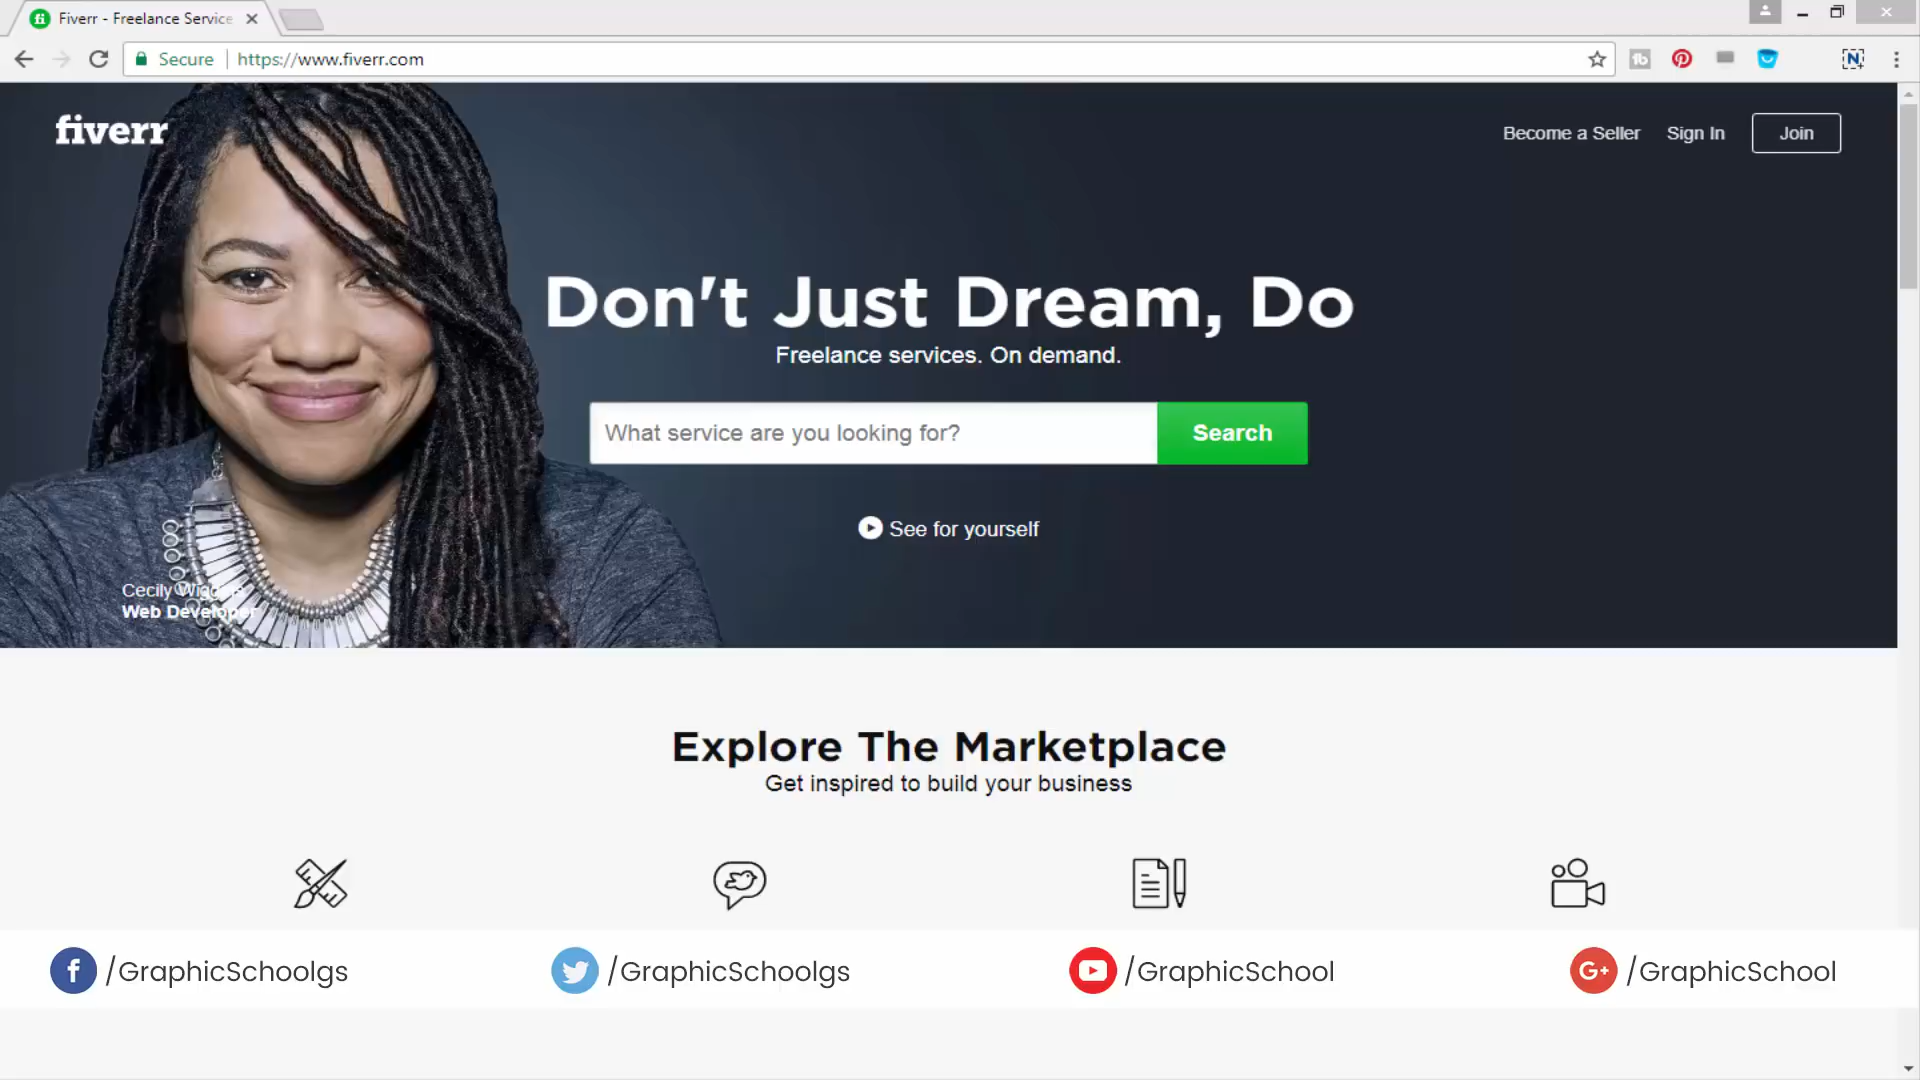 Fiverr - Freelance Service
Secure
https://www.fiverr.com
fiverr
Become a Seller
Sign In
Join
Don't Just Dream, Do
Freelance services. On demand.
What service are you looking for?
Search
See for yourself
Cecily
Web Developer
Explore The Marketplace
Get inspired to build your business
/GraphicSchoolgs
/GraphicSchoolgs
/GraphicSchool
/GraphicSchool